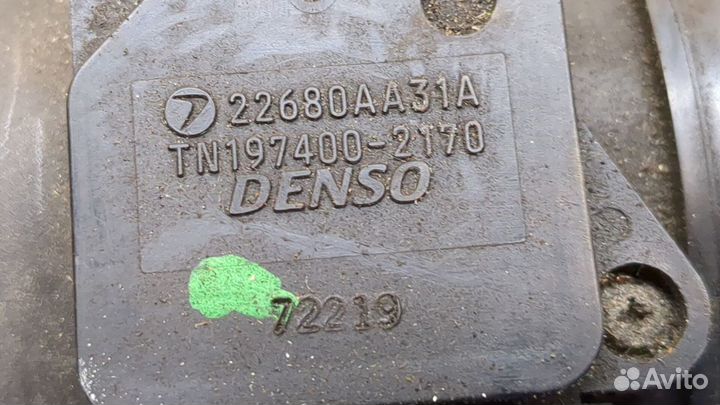 22680AA31A
TN197400-2170
DENSO
72219
Avito